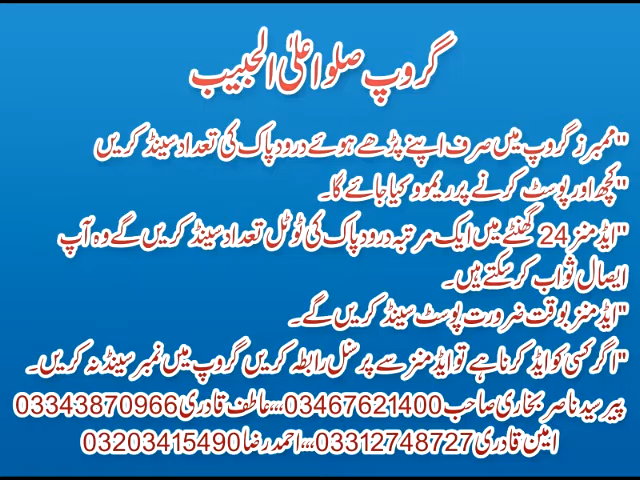 گروپ صلو اعلیٰ الحبیب
"ممبرز گروپ میں صرف اپنے پڑھے ہوئے درود پاک کی تعداد سینڈ کریں
"کچھ اور پوسٹ کرنے پر ریموو کیا جائے گا۔
"ایڈمنز 24 گھنٹے میں ایک مرتبہ درود پاک کی ٹوٹل تعداد سینڈ کریں گے وہ آپ
ایصال ثواب کر سکتے ہیں۔
"ایڈمنز بوقت ضرورت پوسٹ سینڈ کریں گے۔
"اگر کسی کو ایڈ کرنا ہے تو ایڈمنز سے پرسنل رابطہ کریں گروپ میں نمبر سینڈ نہ کریں۔
پیر سید ناصر بخاری صاحب 03467621400،،،عاطف قادری 03343870966
امین قادری 03312748727،،،احمد رضا 03203415490